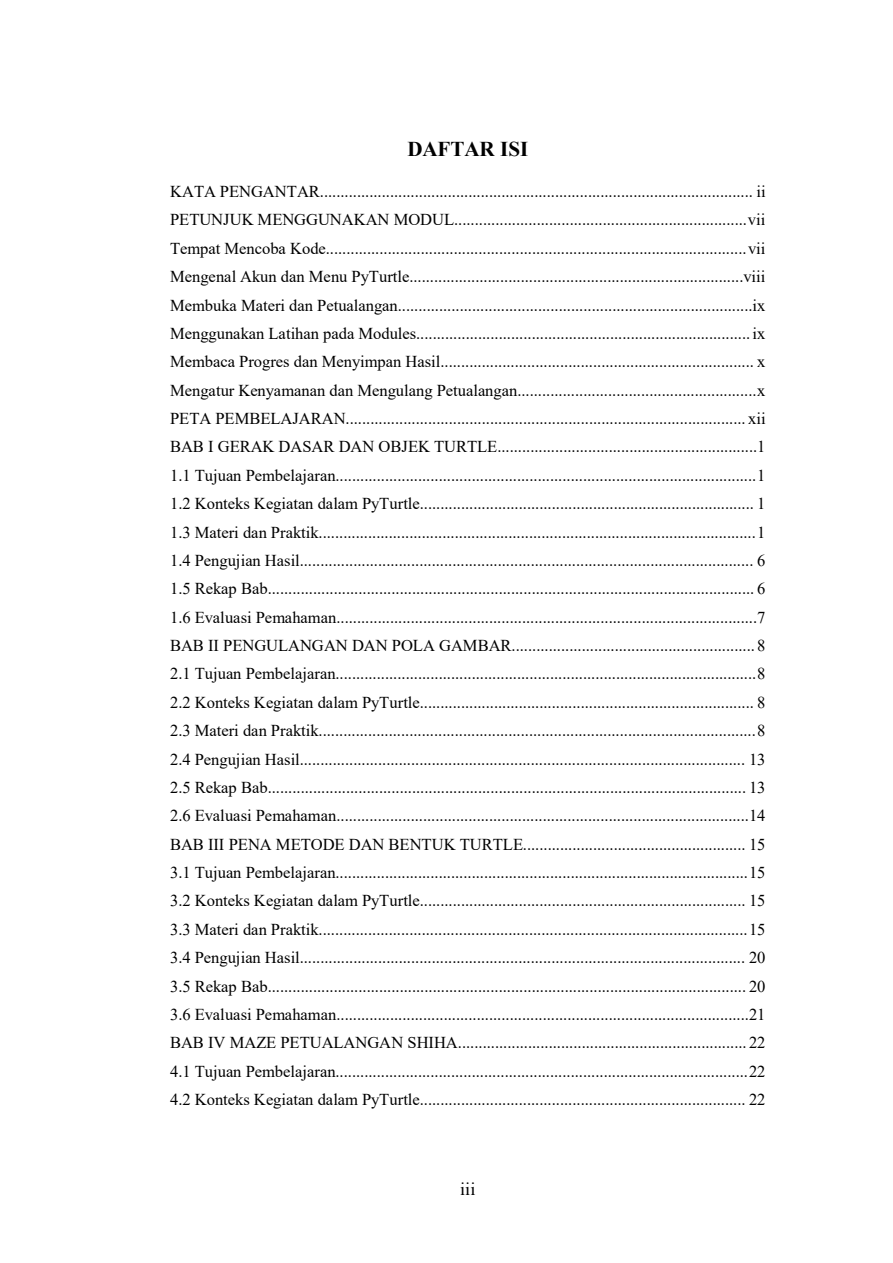 DAFTAR ISI
KATA PENGANTAR........................................................................................................ ii
PETUNJUK MENGGUNAKAN MODUL.......................................................................vii
Tempat Mencoba Kode......................................................................................................vii
Mengenal Akun dan Menu PyTurtle.................................................................................viii
Membuka Materi dan Petualangan......................................................................................ix
Menggunakan Latihan pada Modules................................................................................. ix
Membaca Progres dan Menyimpan Hasil............................................................................ x
Mengatur Kenyamanan dan Mengulang Petualangan..........................................................x
PETA PEMBELAJARAN................................................................................................. xii
BAB I GERAK DASAR DAN OBJEK TURTLE...............................................................1
1.1 Tujuan Pembelajaran......................................................................................................1
1.2 Konteks Kegiatan dalam PyTurtle................................................................................. 1
1.3 Materi dan Praktik..........................................................................................................1
1.4 Pengujian Hasil.............................................................................................................. 6
1.5 Rekap Bab...................................................................................................................... 6
1.6 Evaluasi Pemahaman......................................................................................................7
BAB II PENGULANGAN DAN POLA GAMBAR........................................................... 8
2.1 Tujuan Pembelajaran......................................................................................................8
2.2 Konteks Kegiatan dalam PyTurtle................................................................................. 8
2.3 Materi dan Praktik..........................................................................................................8
2.4 Pengujian Hasil............................................................................................................ 13
2.5 Rekap Bab.................................................................................................................... 13
2.6 Evaluasi Pemahaman....................................................................................................14
BAB III PENA METODE DAN BENTUK TURTLE...................................................... 15
3.1 Tujuan Pembelajaran....................................................................................................15
3.2 Konteks Kegiatan dalam PyTurtle............................................................................... 15
3.3 Materi dan Praktik........................................................................................................15
3.4 Pengujian Hasil............................................................................................................ 20
3.5 Rekap Bab.................................................................................................................... 20
3.6 Evaluasi Pemahaman....................................................................................................21
BAB IV MAZE PETUALANGAN SHIHA...................................................................... 22
4.1 Tujuan Pembelajaran....................................................................................................22
4.2 Konteks Kegiatan dalam PyTurtle............................................................................... 22
iii